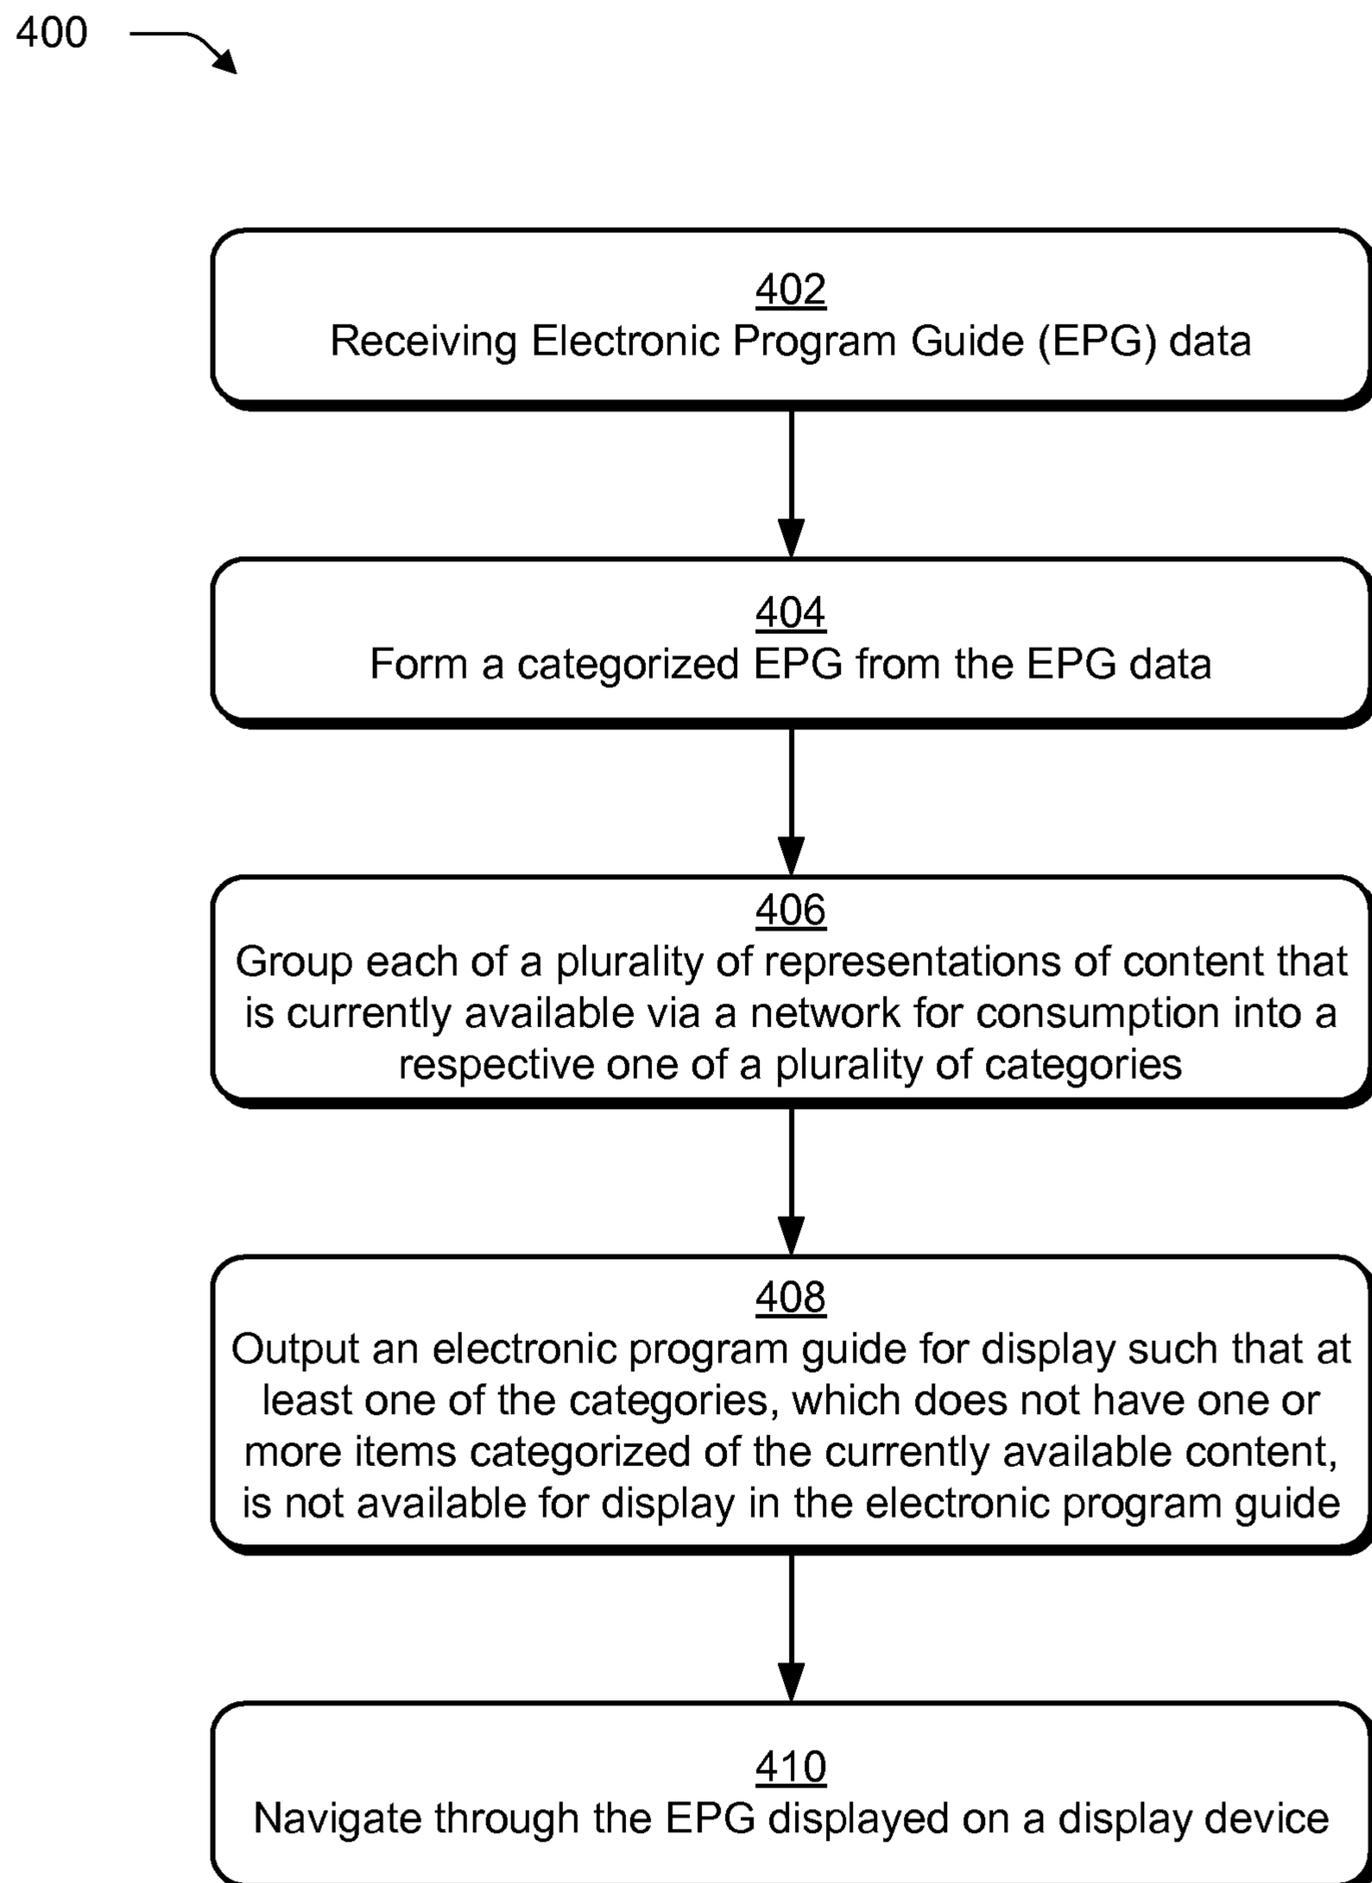 400
402
Receiving Electronic Program Guide (EPG) data
404
Form a categorized EPG from the EPG data
406
Group each of a plurality of representations of content that
is currently available via a network for consumption into a
respective one of a plurality of categories
408
Output an electronic program guide for display such that at
least one of the categories, which does not have one or
more items categorized of the currently available content,
is not available for display in the electronic program guide
410
Navigate through the EPG displayed on a display device